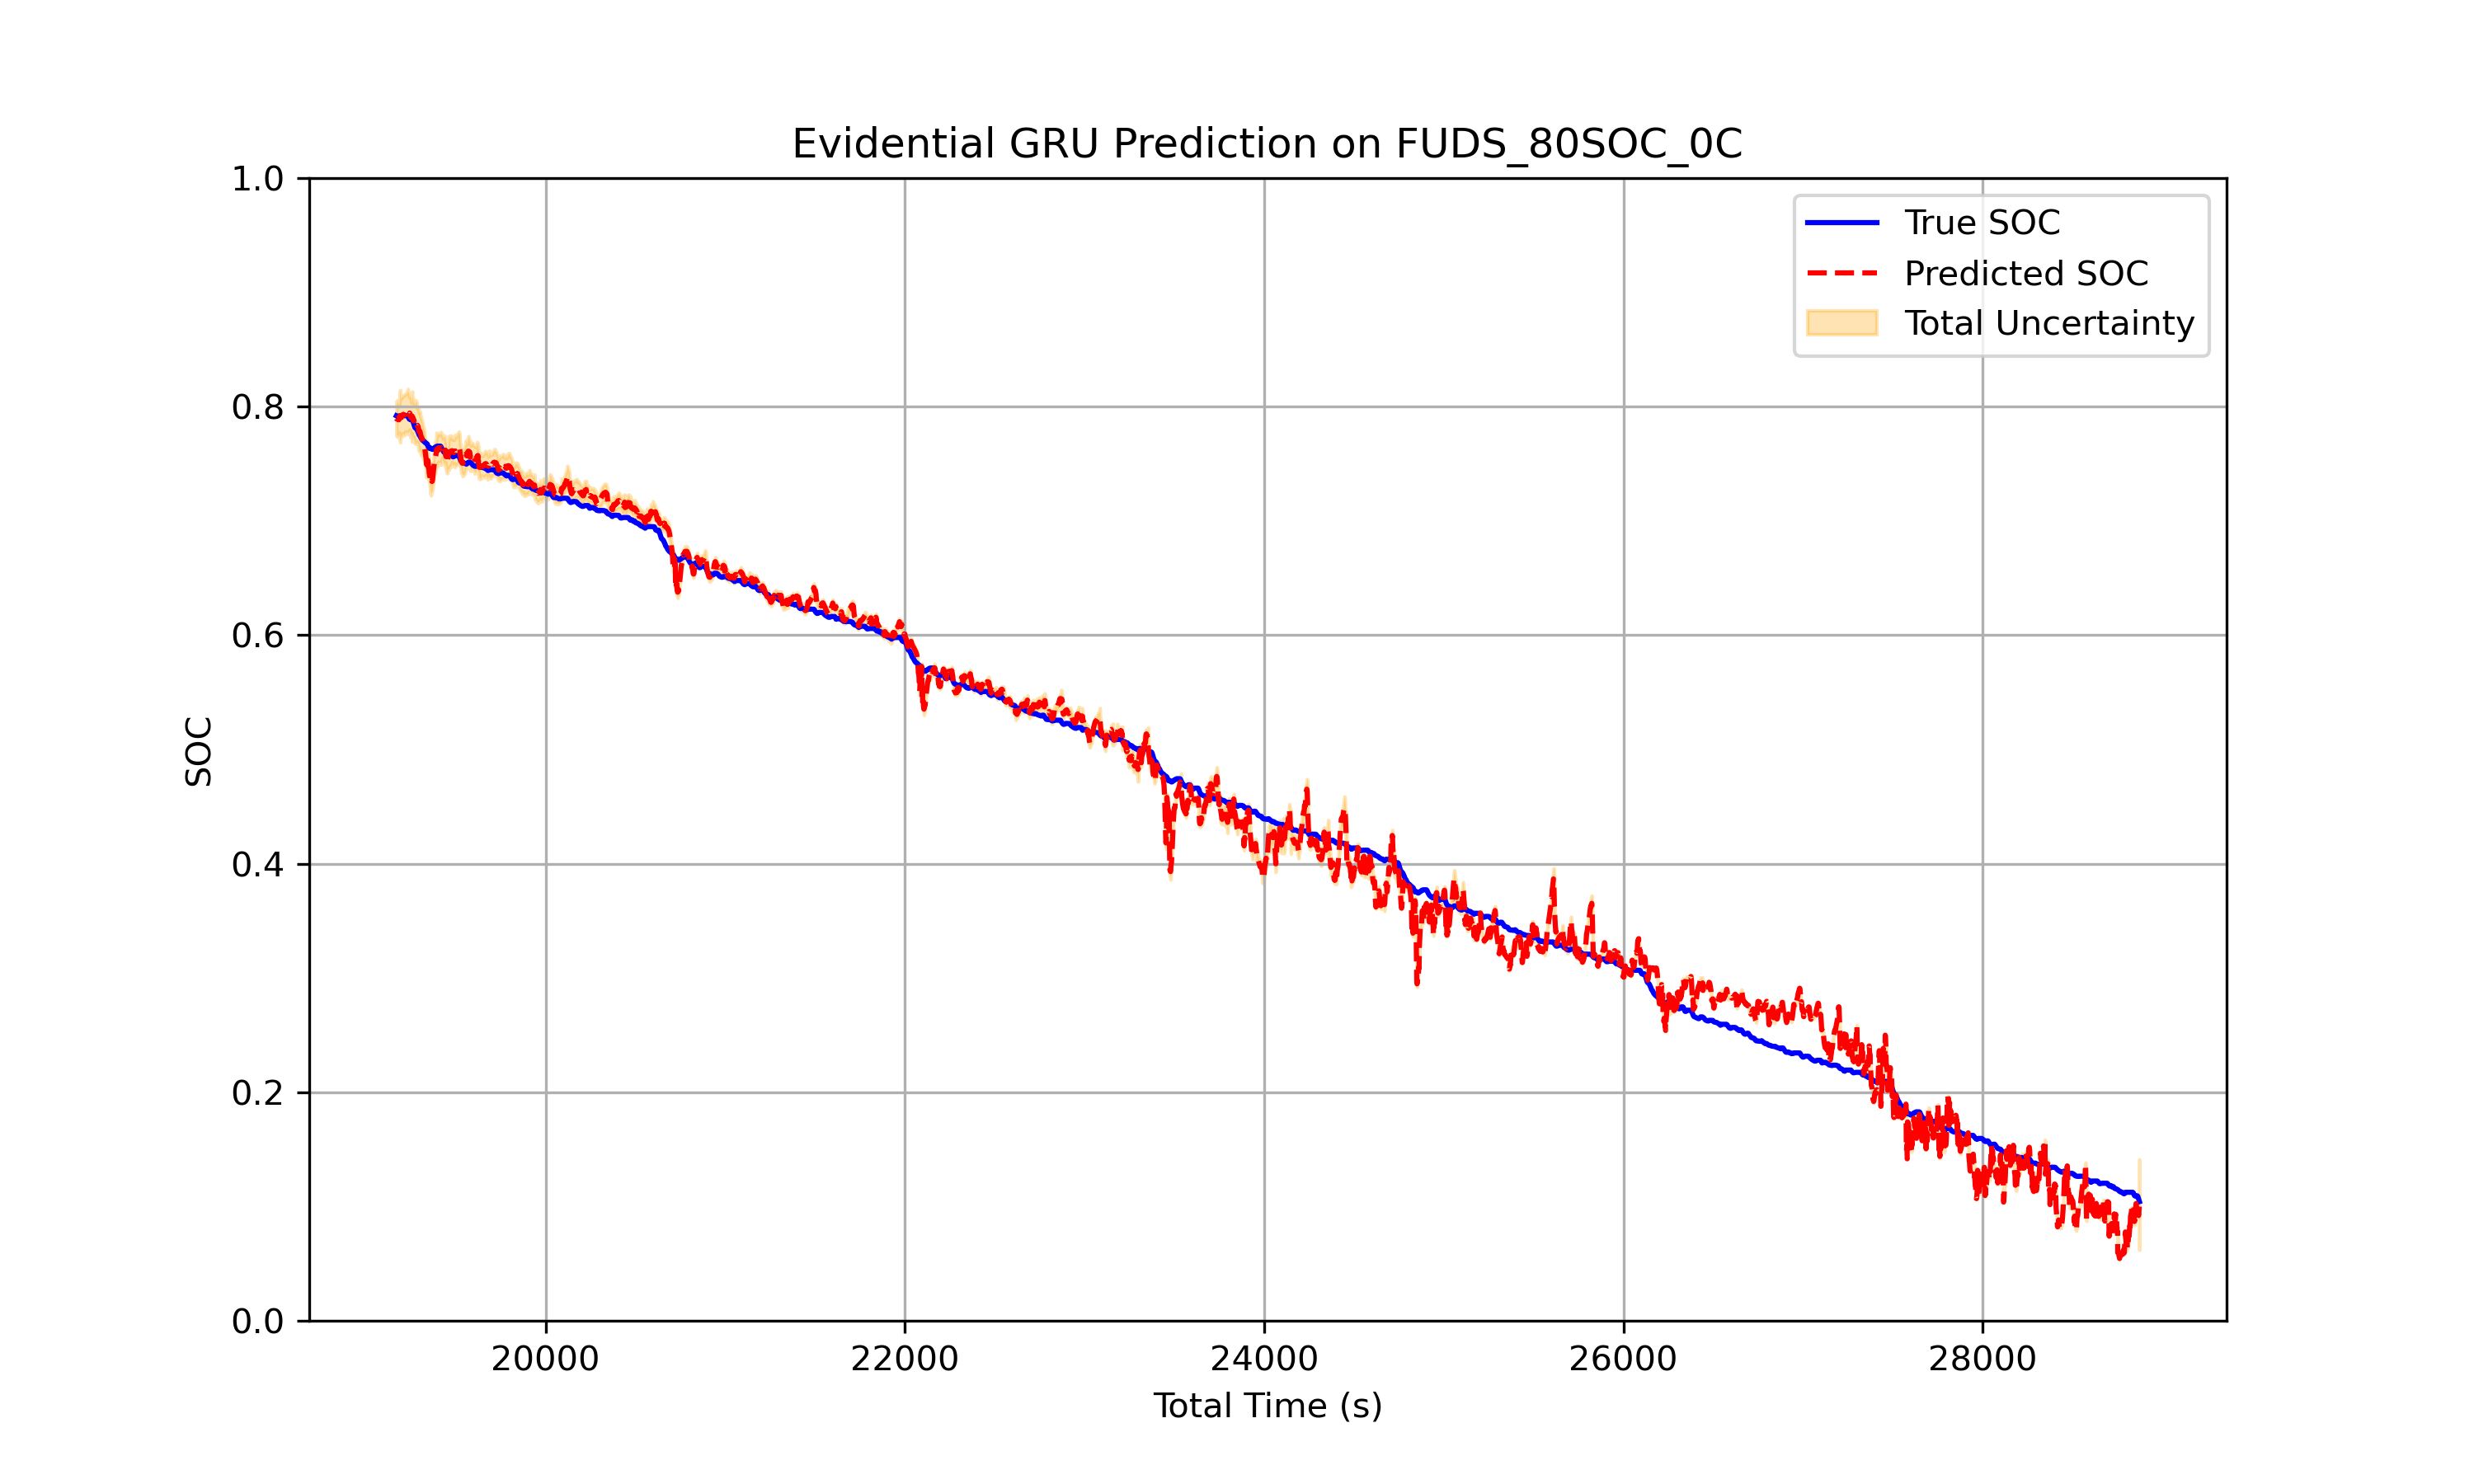 Evidential GRU Prediction on FUDS_80SOC_0C
1.0
0.8
0.6
0.4
0.2
0.0
SOC
True SOC
Predicted SOC
Total Uncertainty
20000 22000 24000 26000 28000
Total Time (s)